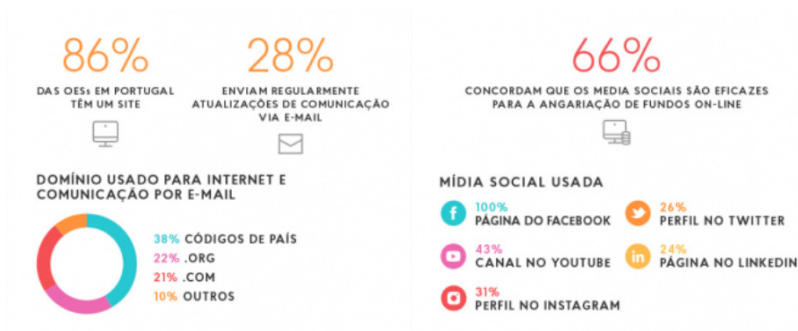 86%
DAS OESs EM PORTUGAL
TÊM UM SITE
28%
ENVIAM REGULARMENTE
ATUALIZAÇÕES DE COMUNICAÇÃO
VIA E-MAIL
DOMÍNIO USADO PARA INTERNET E
COMUNICAÇÃO POR E-MAIL
38% CÓDIGOS DE PAÍS
22% .ORG
21% .COM
10% OUTROS
66%
CONCORDAM QUE OS MEDIA SOCIAIS SÃO EFICAZES
PARA A ANGARIAÇÃO DE FUNDOS ON-LINE
MÍDIA SOCIAL USADA
100%
PÁGINA DO FACEBOOK
26%
PERFIL NO TWITTER
43%
CANAL NO YOUTUBE
24%
PÁGINA NO LINKEDIN
31%
PERFIL NO INSTAGRAM